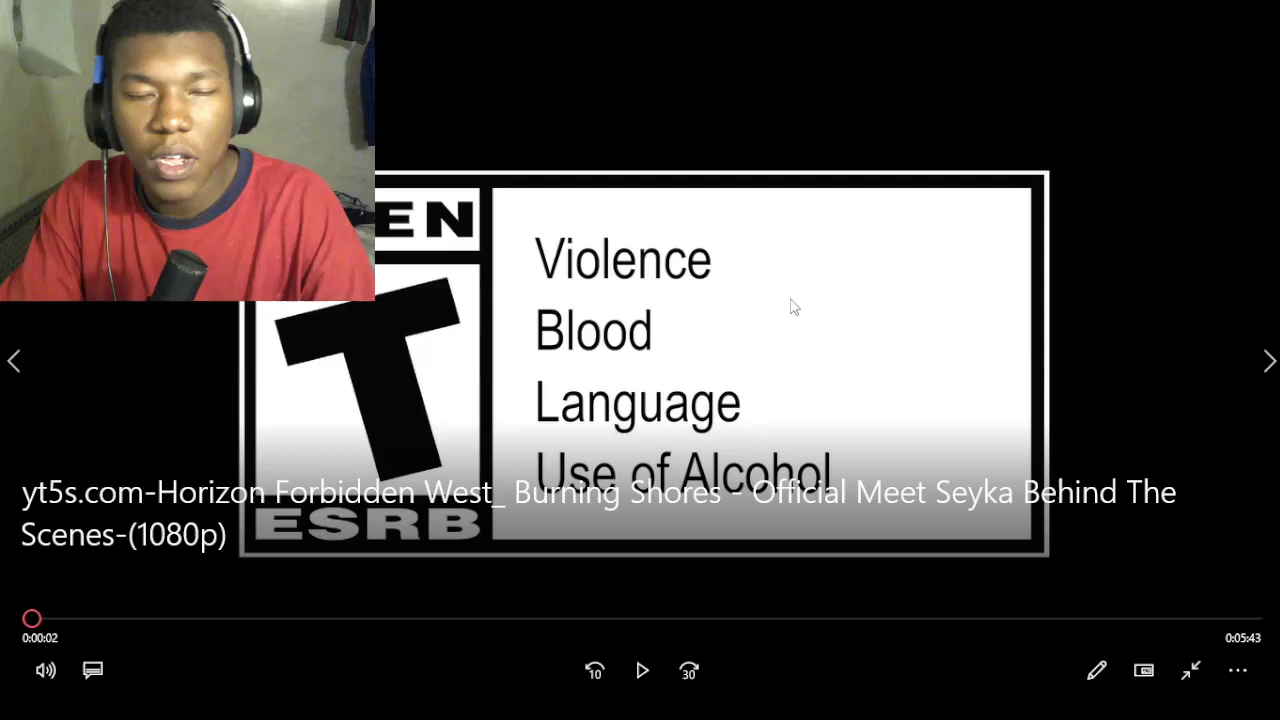 EN
T
ESRB
Violence
Blood
Language
Use of Alcohol
yt5s.com-Horizon Forbidden West_ Burning Shores - Official Meet Seyka Behind The
Scenes-(1080p)
0:00:02
0:05:43
10
30